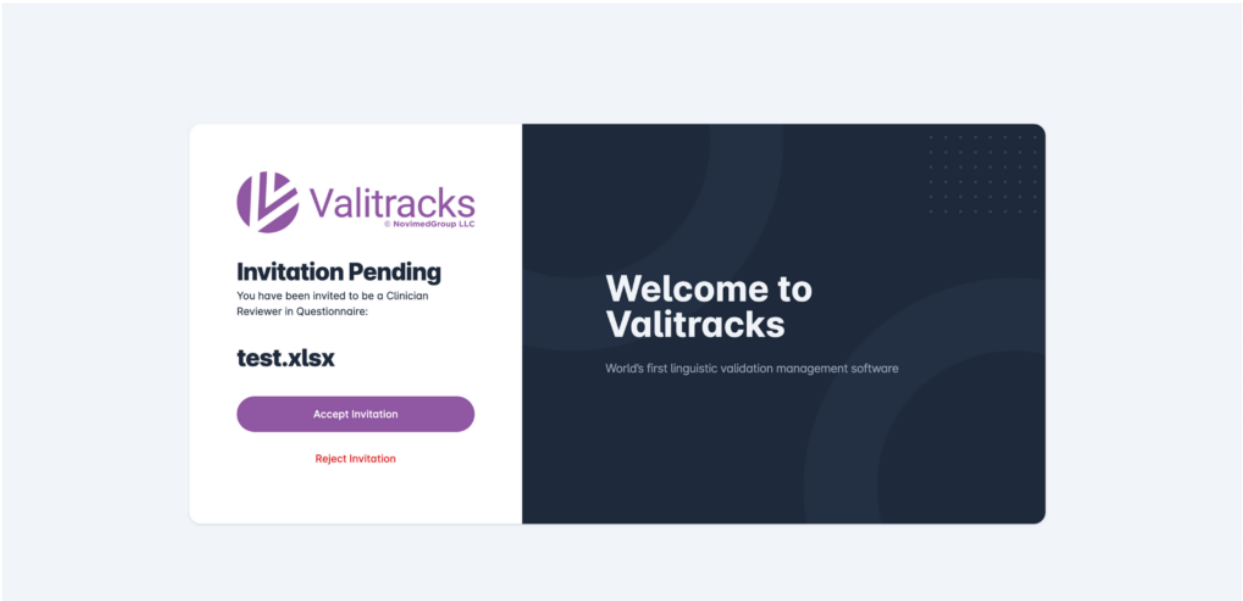 Valitracks
© NovimedGroup LLC
Invitation Pending
You have been invited to be a Clinician
Reviewer in Questionnaire:
test.xlsx
Accept Invitation
Reject Invitation
Welcome to
Valitracks
World's first linguistic validation management software